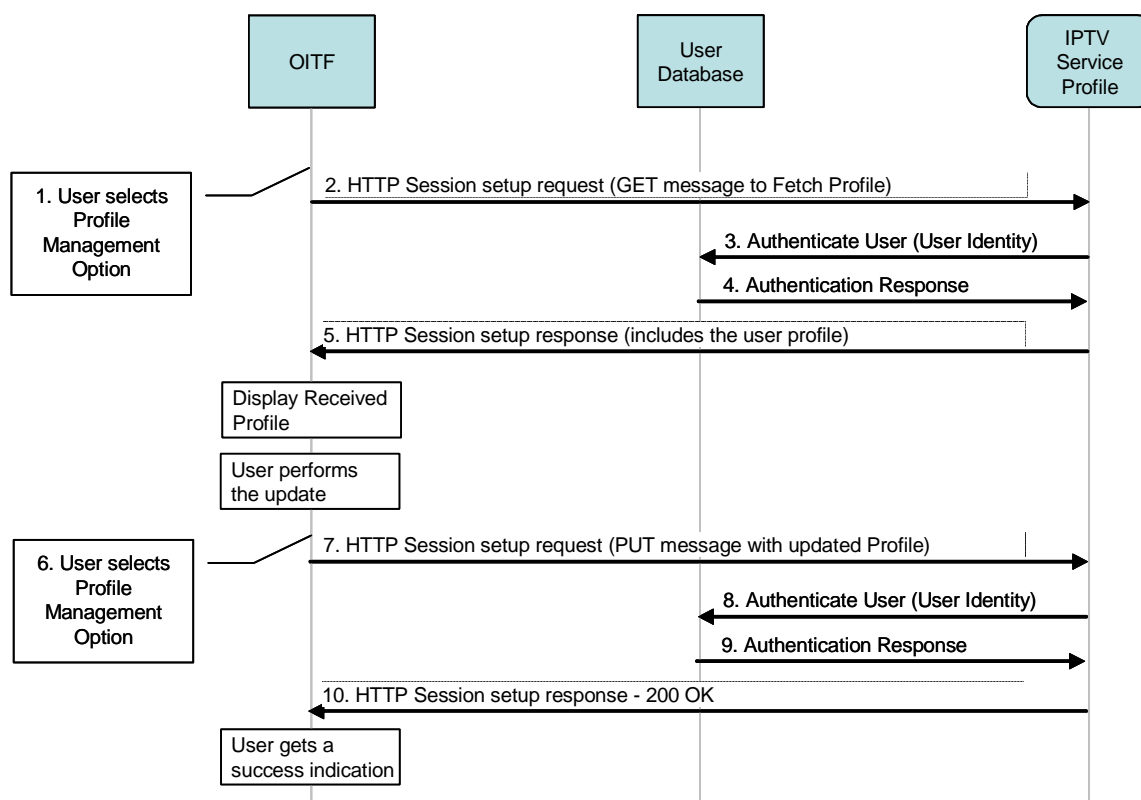 OITF
User
Database
IPTV
Service
Profile
1. User selects
Profile
Management
Option
2. HTTP Session setup request (GET message to Fetch Profile)
3. Authenticate User (User Identity)
4. Authentication Response
5. HTTP Session setup response (includes the user profile)
Display Received
Profile
User performs
the update
6. User selects
Profile
Management
Option
7. HTTP Session setup request (PUT message with updated Profile)
8. Authenticate User (User Identity)
9. Authentication Response
10. HTTP Session setup response - 200 OK
User gets a
success indication